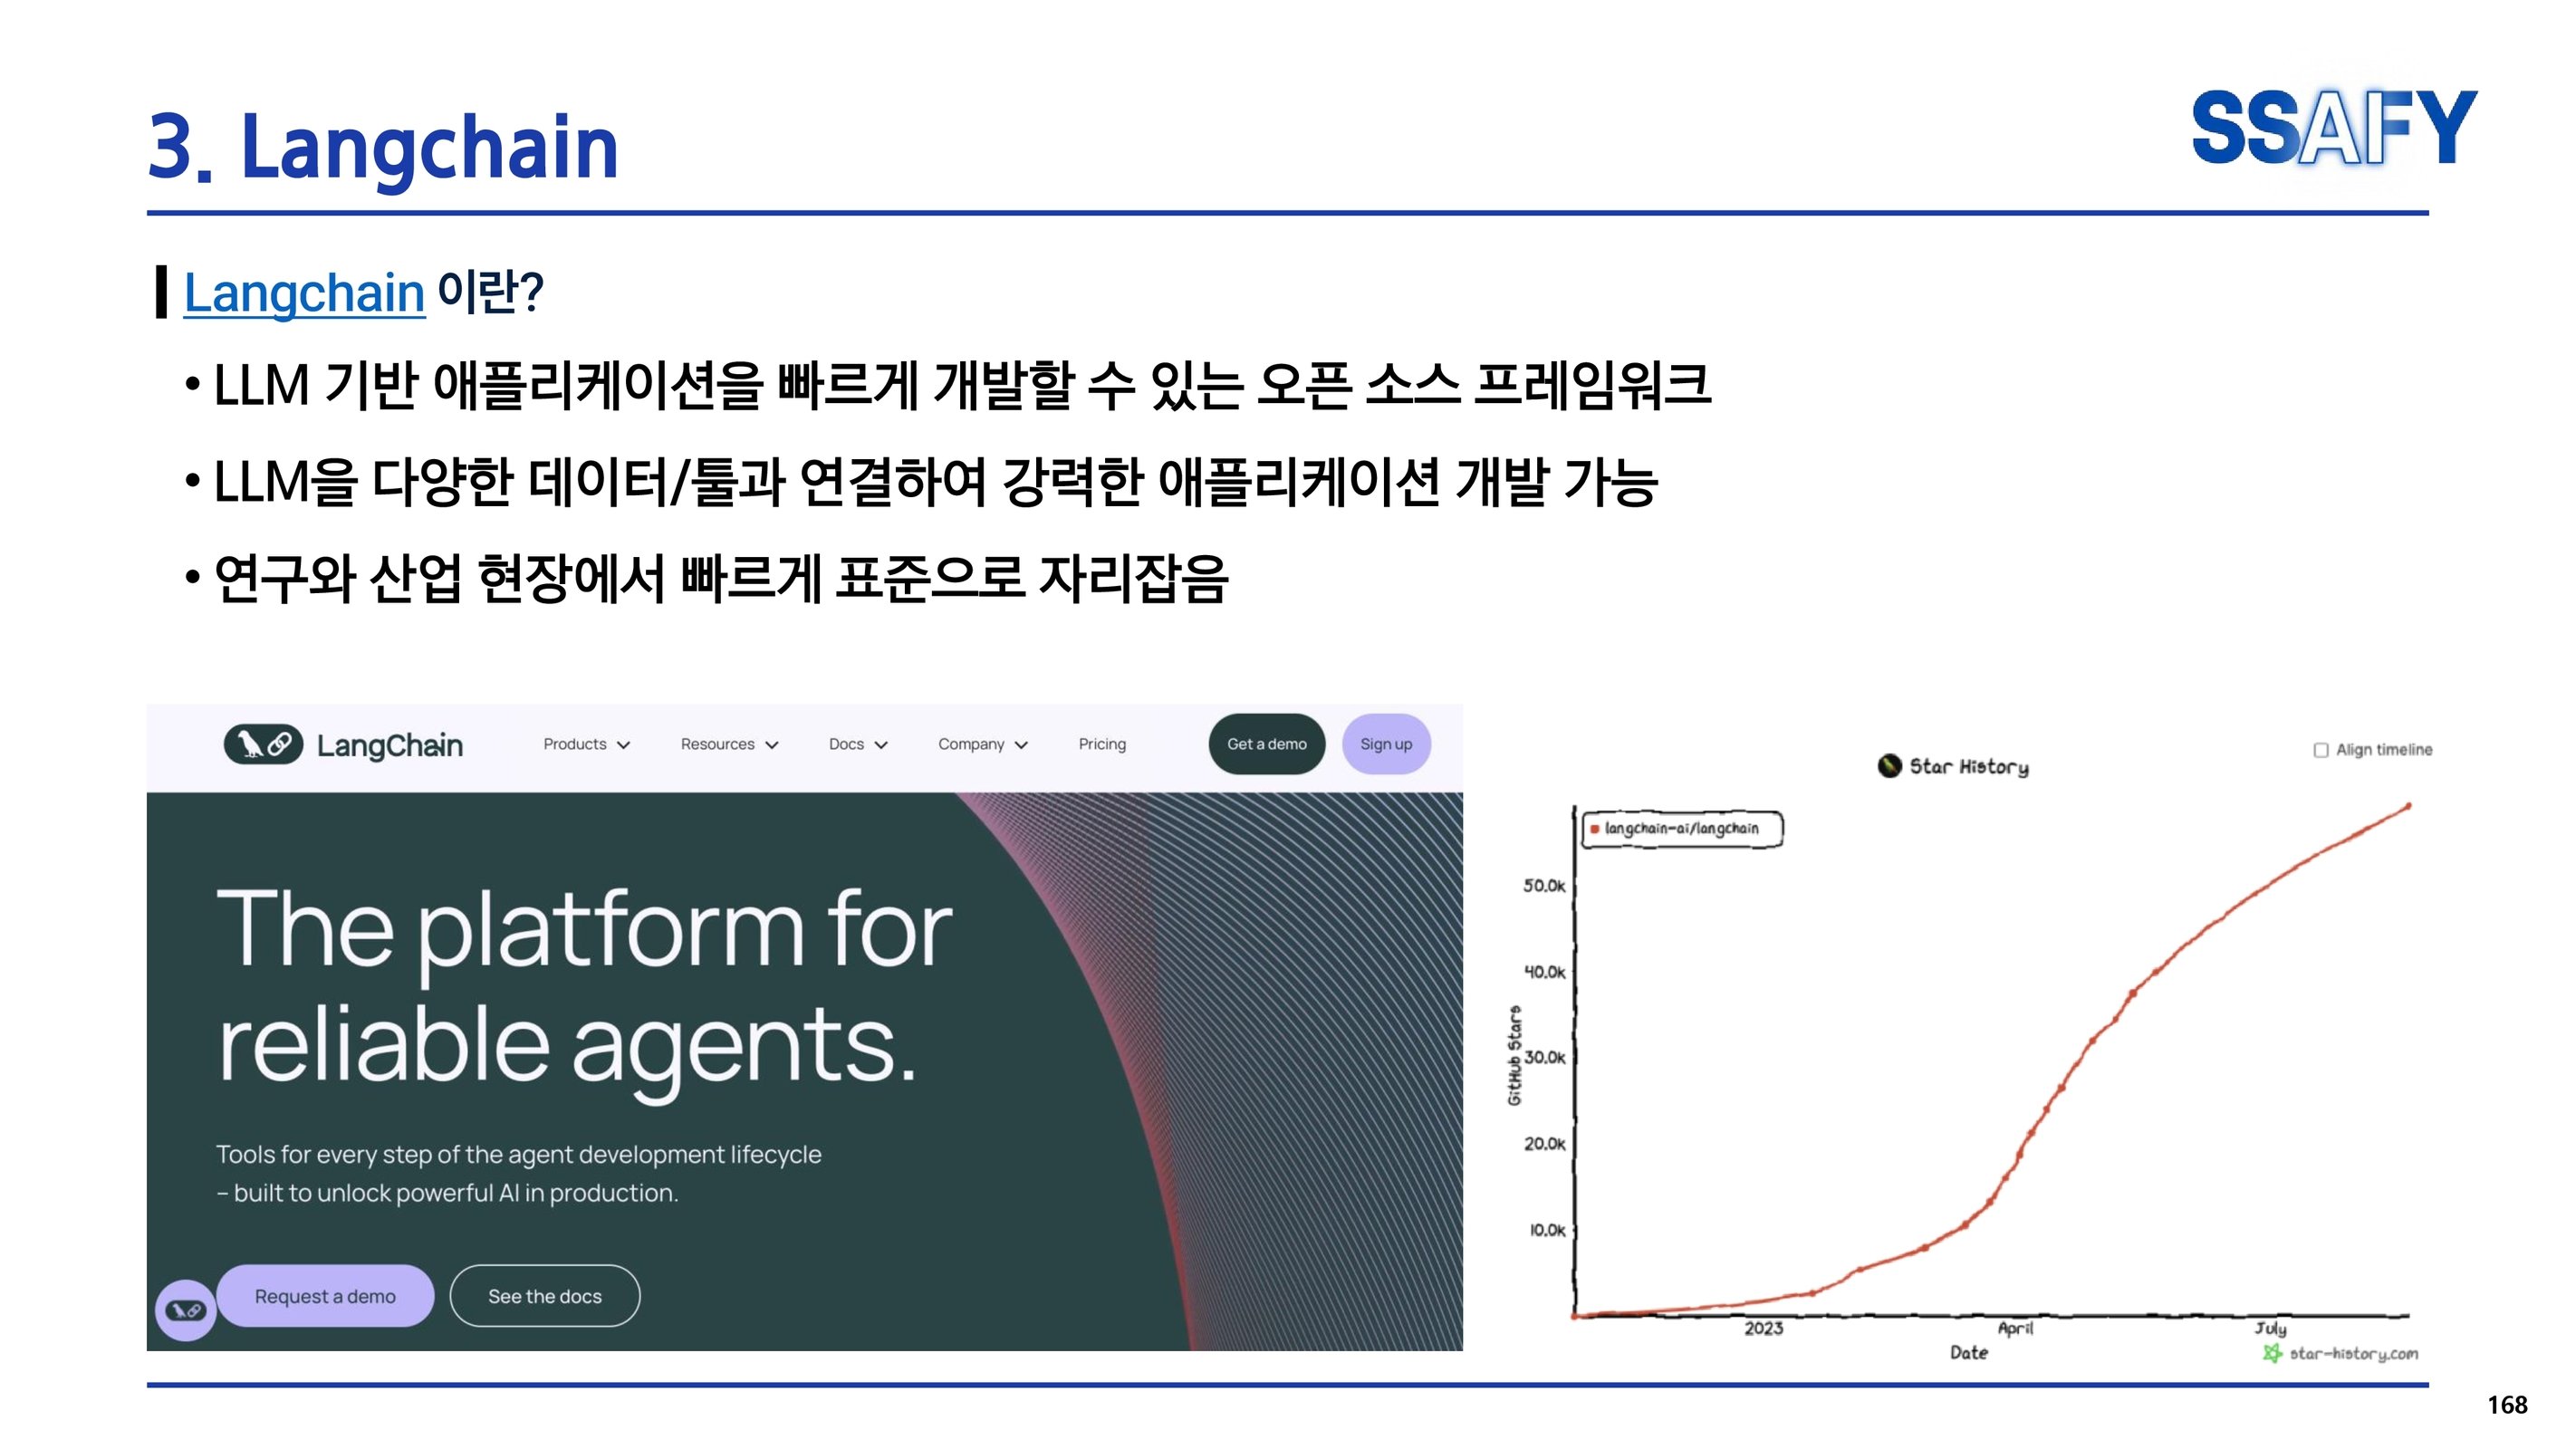 3. Langchain
SSAFY
Langchain 이란?
• LLM 기반 애플리케이션을 빠르게 개발할 수 있는 오픈 소스 프레임워크
• LLM을 다양한 데이터/툴과 연결하여 강력한 애플리케이션 개발 가능
• 연구와 산업 현장에서 빠르게 표준으로 자리잡음
LangChain
Products
Resources
Docs
Company
Pricing
Get a demo
Sign up
The platform for
reliable agents.
Tools for every step of the agent development lifecycle
– built to unlock powerful AI in production.
Request a demo
See the docs
Star History
Align timeline
langchain-ai/langchain
GitHub Stars
50.0k
40.0k
30.0k
20.0k
10.0k
2023
April
July
Date
star-history.com
168